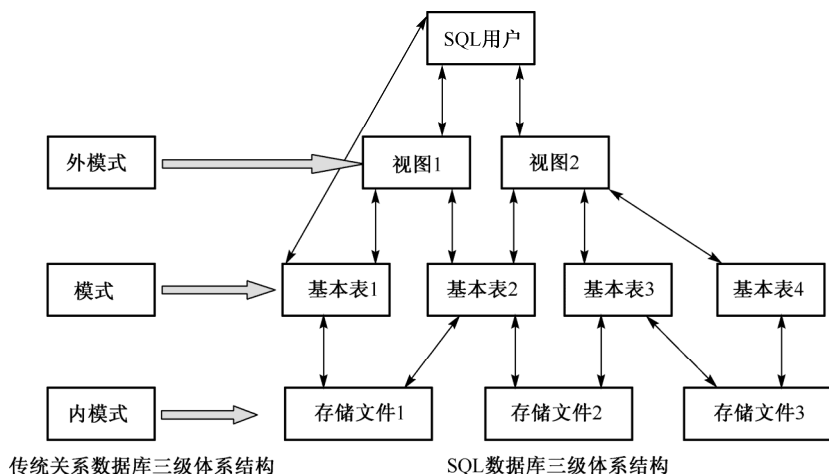 SQL用户
外模式
视图1
视图2
模式
基本表1
基本表2
基本表3
基本表4
内模式
存储文件1
存储文件2
存储文件3
传统关系数据库三级体系结构
SQL数据库三级体系结构